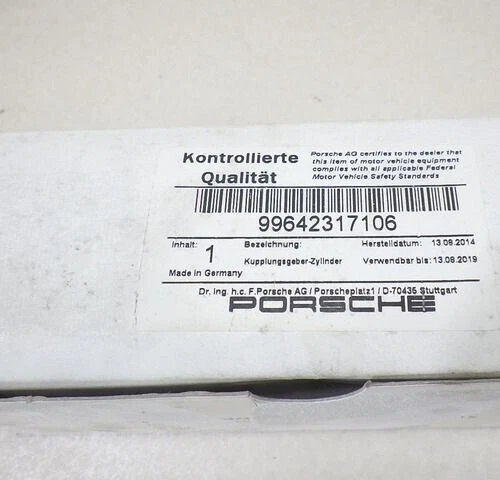 Kontrollierte
Qualität
Porsche AG certifies to the dealer that
this item of motor vehicle equipment
complies with all applicable Federal
Motor Vehicle Safety Standards
99642317106
Inhalt: 1 Bezeichnung: Herstelldatum: 13.08.2014
Kupplungsgeber-Zylinder Verwendbar bis: 13.08.2019
Made in Germany
Dr. ing. h.c. F.Porsche AG / Porscheplatz1 / D-70435 Stuttgart
PORSCHE